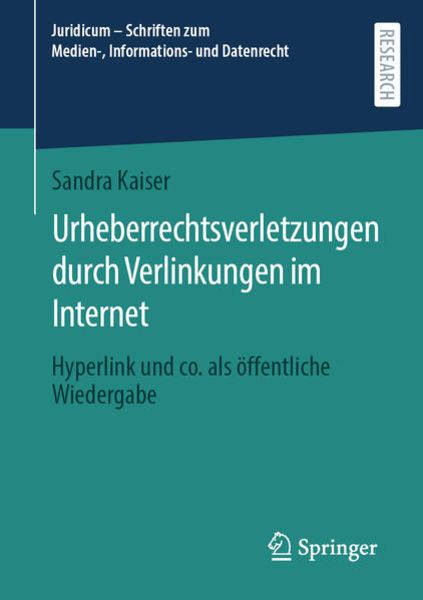 Juridicum – Schriften zum
Medien-, Informations- und Datenrecht
RESEARCH
Sandra Kaiser
Urheberrechtsverletzungen
durch Verlinkungen im
Internet
Hyperlink und co. als öffentliche
Wiedergabe
Springer